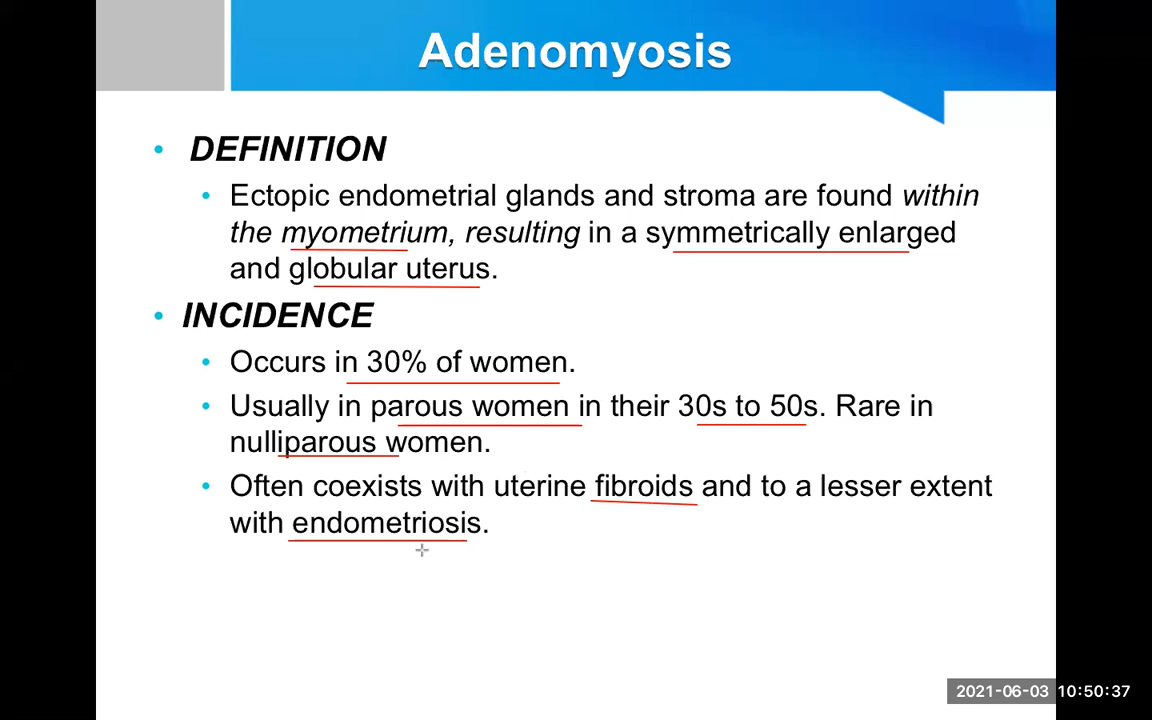 Adenomyosis
• DEFINITION
• Ectopic endometrial glands and stroma are found within
the myometrium, resulting in a symmetrically enlarged
and globular uterus.
• INCIDENCE
• Occurs in 30% of women.
• Usually in parous women in their 30s to 50s. Rare in
nulliparous women.
• Often coexists with uterine fibroids and to a lesser extent
with endometriosis.
2021-06-03 10:50:37